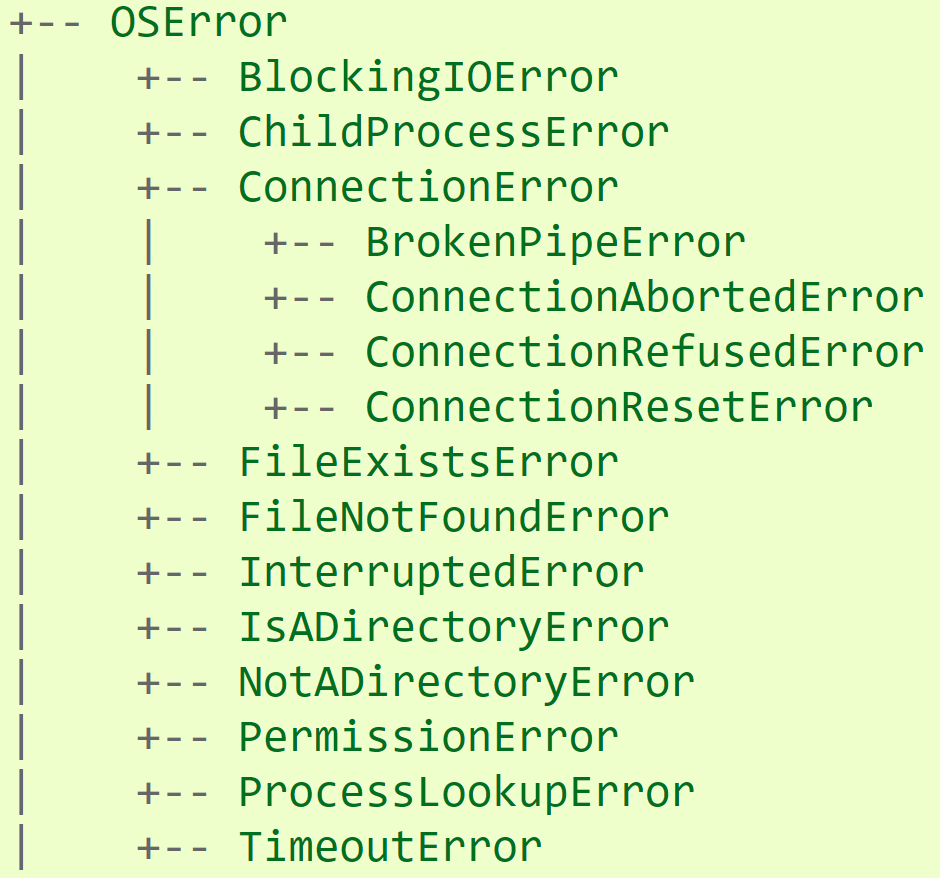 +-- OSError
|    +-- BlockingIOError
|    +-- ChildProcessError
|    +-- ConnectionError
|    |    +-- BrokenPipeError
|    |    +-- ConnectionAbortedError
|    |    +-- ConnectionRefusedError
|    |    +-- ConnectionResetError
|    +-- FileExistsError
|    +-- FileNotFoundError
|    +-- InterruptedError
|    +-- IsADirectoryError
|    +-- NotADirectoryError
|    +-- PermissionError
|    +-- ProcessLookupError
|    +-- TimeoutError